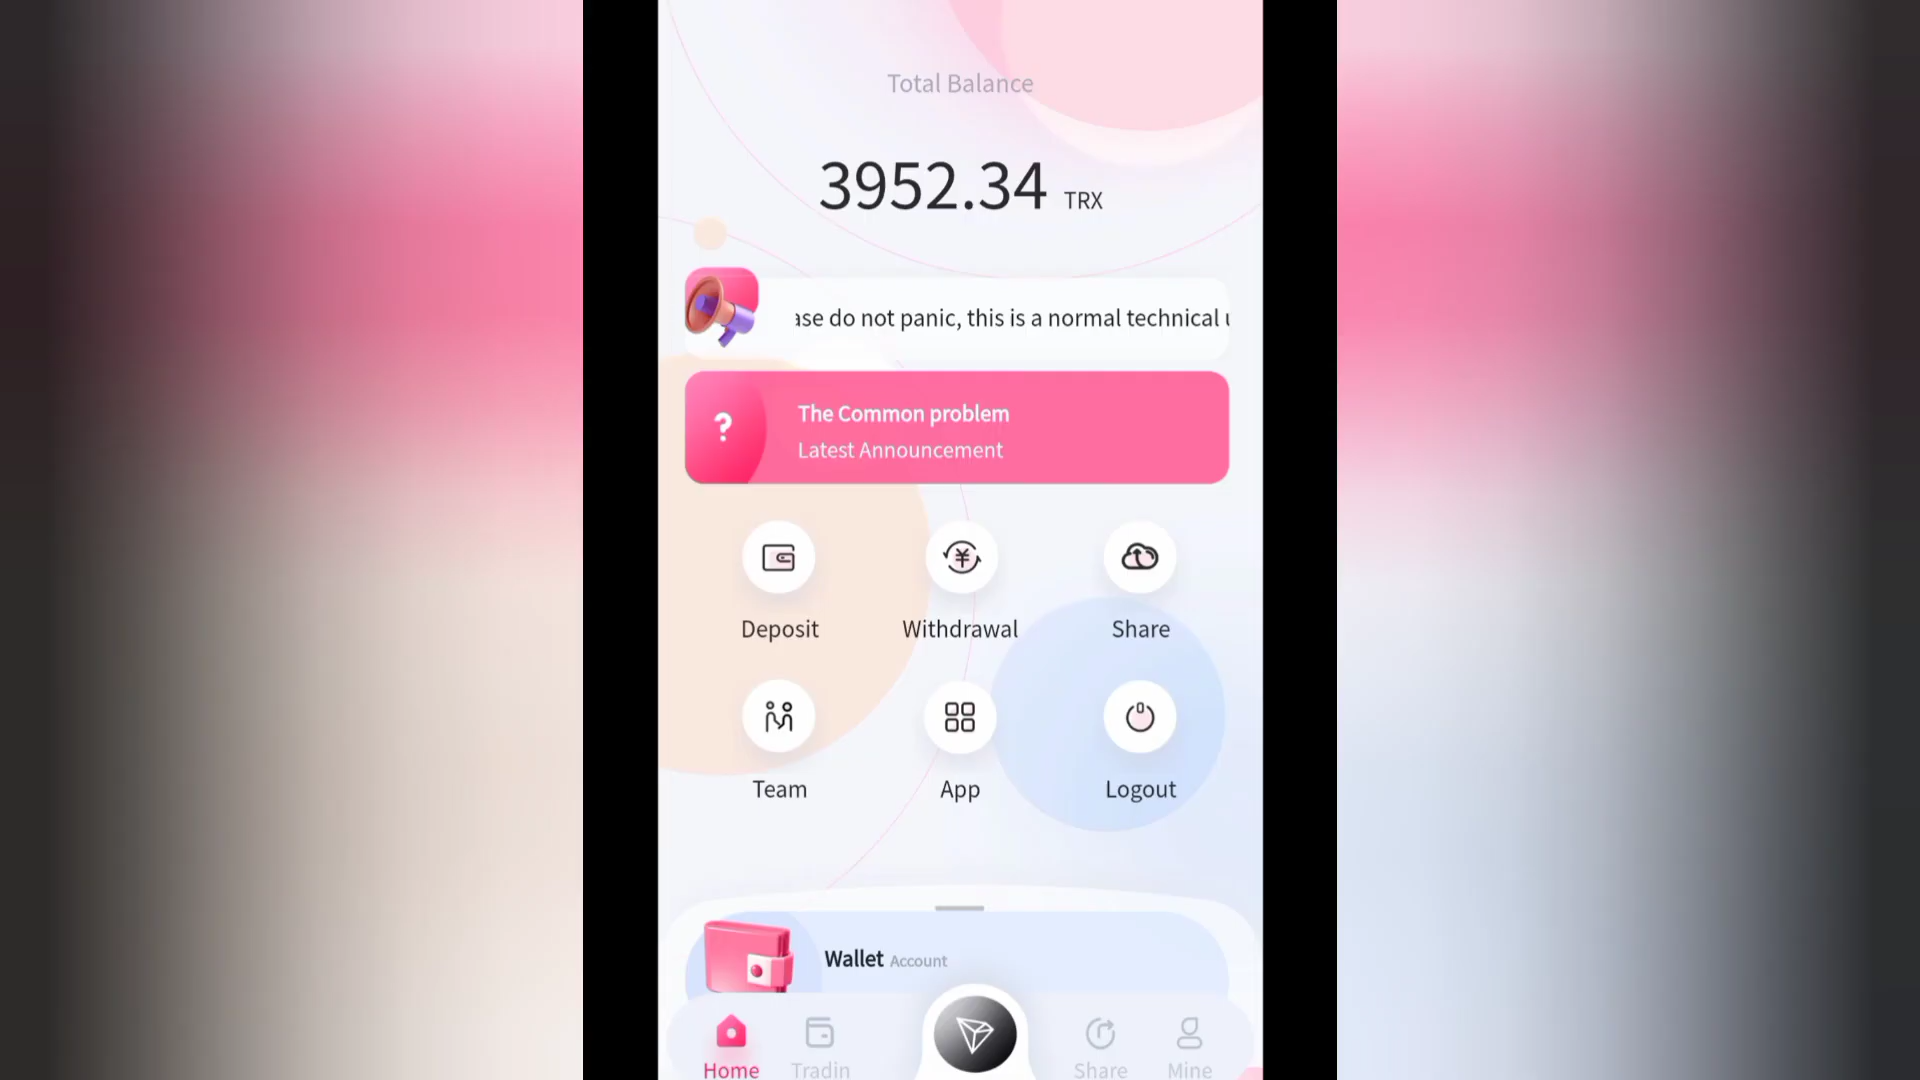 Total Balance
3952.34 TRX
do not panic, this is a normal technical
The Common problem
Latest Announcement
Deposit
Withdrawal
Share
Team
App
Logout
Wallet Account
Home
Tradin
Share
Mine